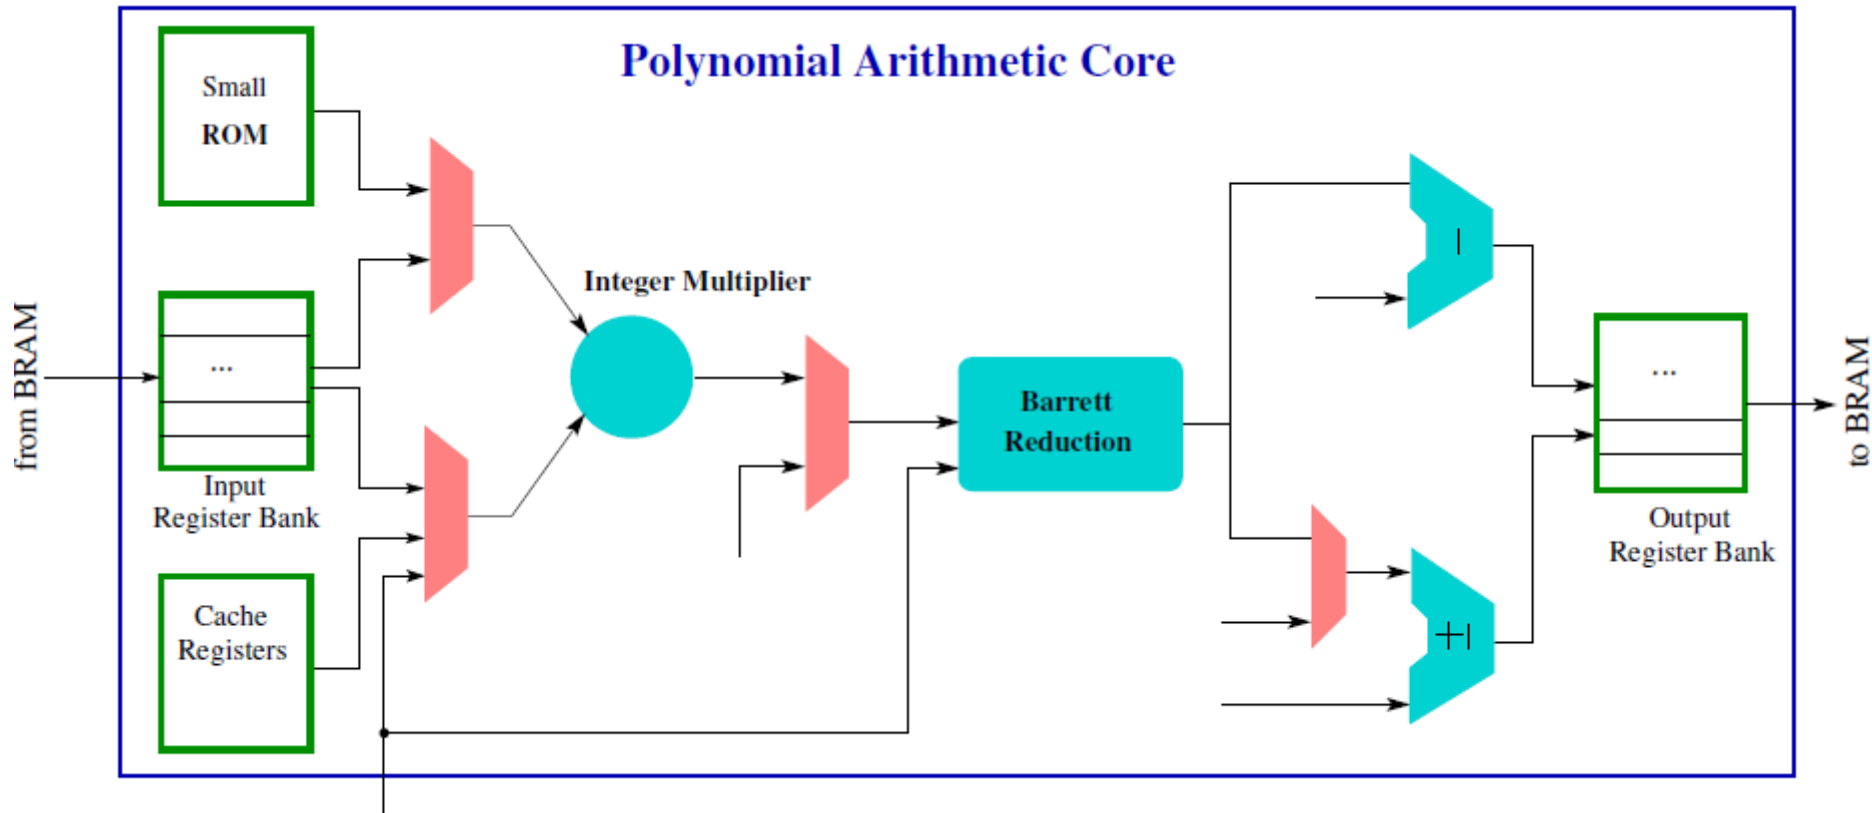 Polynomial Arithmetic Core
Small
ROM
Integer Multiplier
from BRAM
...
Input
Register Bank
Cache
Registers
Barrett
Reduction
−
+|
...
Output
Register Bank
to BRAM